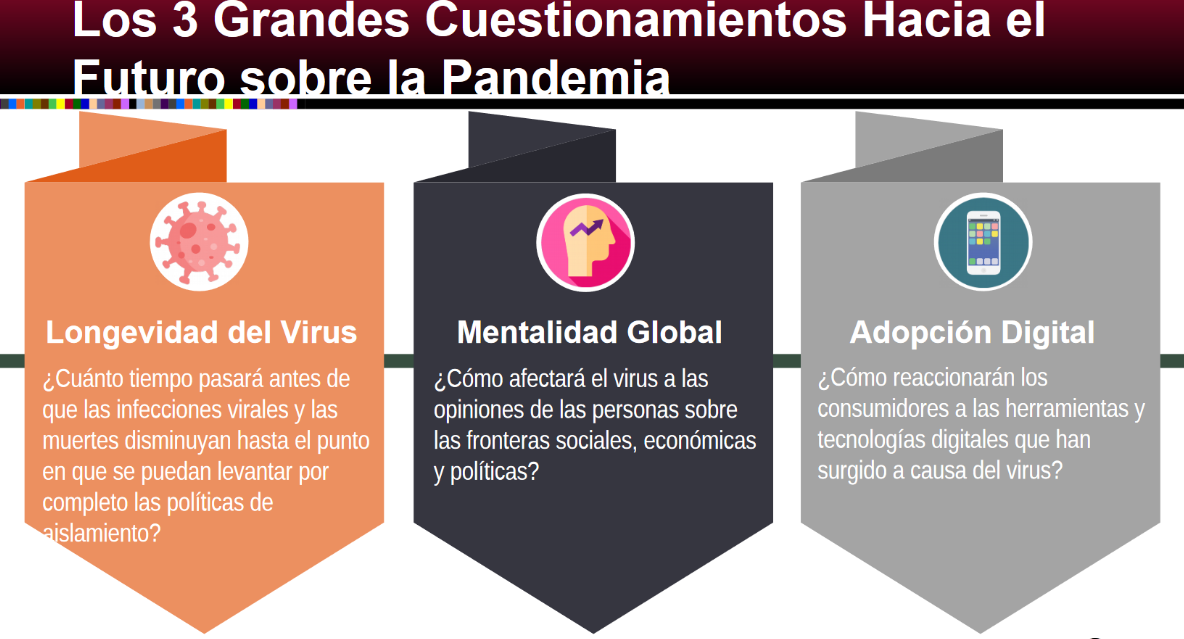 Los 3 Grandes Cuestionamientos Hacia el
Futuro sobre la Pandemia
Longevidad del Virus
¿Cuánto tiempo pasará antes de
que las infecciones virales y las
muertes disminuyan hasta el punto
en que se puedan levantar por
completo las políticas de
aislamiento?
Mentalidad Global
¿Cómo afectará el virus a las
opiniones de las personas sobre
las fronteras sociales, económicas
y políticas?
Adopción Digital
¿Cómo reaccionarán los
consumidores a las herramientas y
tecnologías digitales que han
surgido a causa del virus?